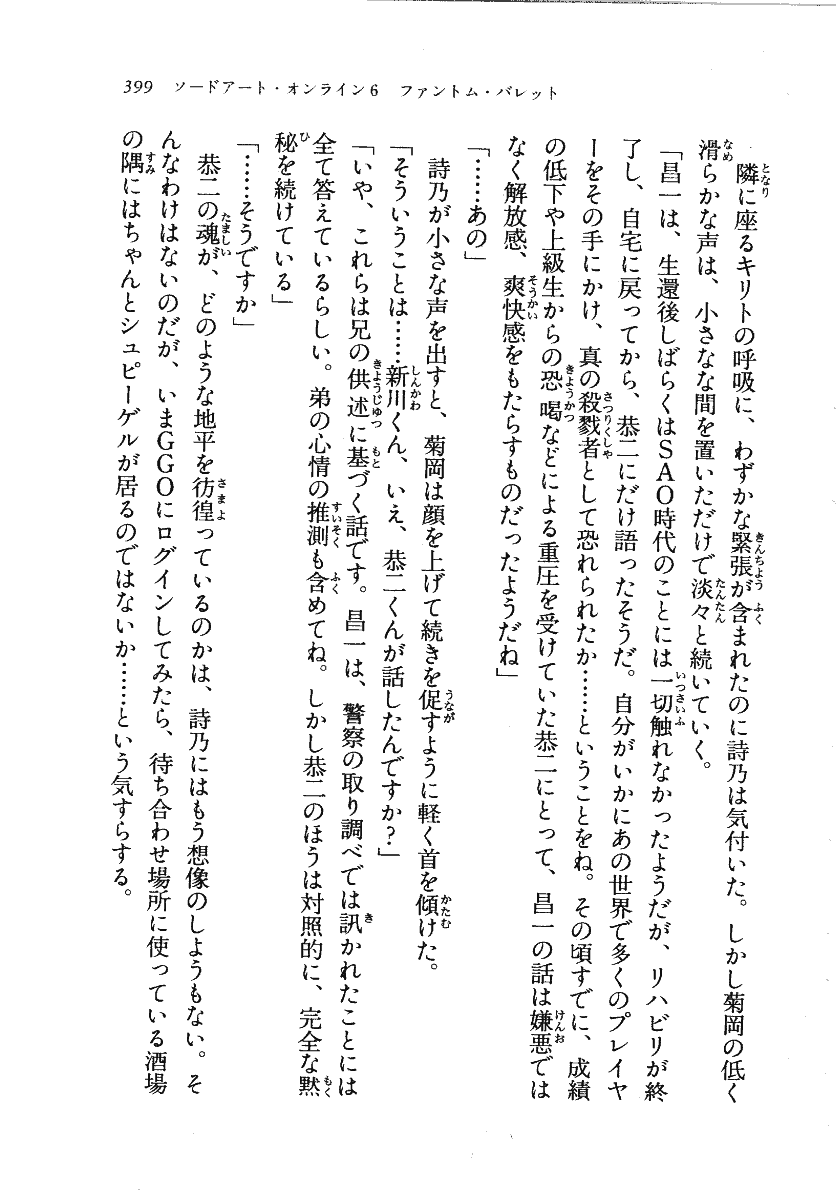 399 ソードアート・オンライン6 ファントム・バレット
隣に座るキリトの呼吸に、わずかな緊張が含まれたのに詩乃は気付いた。しかし菊岡の低く
滑らかな声は、小さなな間を置いただけで淡々と続いていく。
「昌一は、生還後しばらくはSAO時代のことには一切触れなかったようだが、リハビリが終
了し、自宅に戻ってから、恭二にだけ語ったそうだ。自分がいかにあの世界で多くのプレイヤ
ーをその手にかけ、真の殺戮者として恐れられたか……ということをね。その頃すでに、成績
の低下や上級生からの恐喝などによる重圧を受けていた恭二にとって、昌一の話は嫌悪では
なく解放感、爽快感をもたらすものだったようだね」
「……あの」
詩乃が小さな声を出すと、菊岡は顔を上げて続きを促すように軽く首を傾けた。
「そういうことは……新川くん、いえ、恭二くんが話したんですか?」
「いや、これらは兄の供述に基づく話です。昌一は、警察の取り調べでは訊かれたことには
全て答えているらしい。弟の心情の推測も含めてね。しかし恭二のほうは対照的に、完全な黙
秘を続けている」
「……そうですか」
恭二の魂が、どのような地平を彷徨っているのかは、詩乃にはもう想像のしようもない。そ
んなわけはないのだが、いまGGOにログインしてみたら、待ち合わせ場所に使っている酒場
の隅にはちゃんとシュピーゲルが居るのではないか……という気すらする。